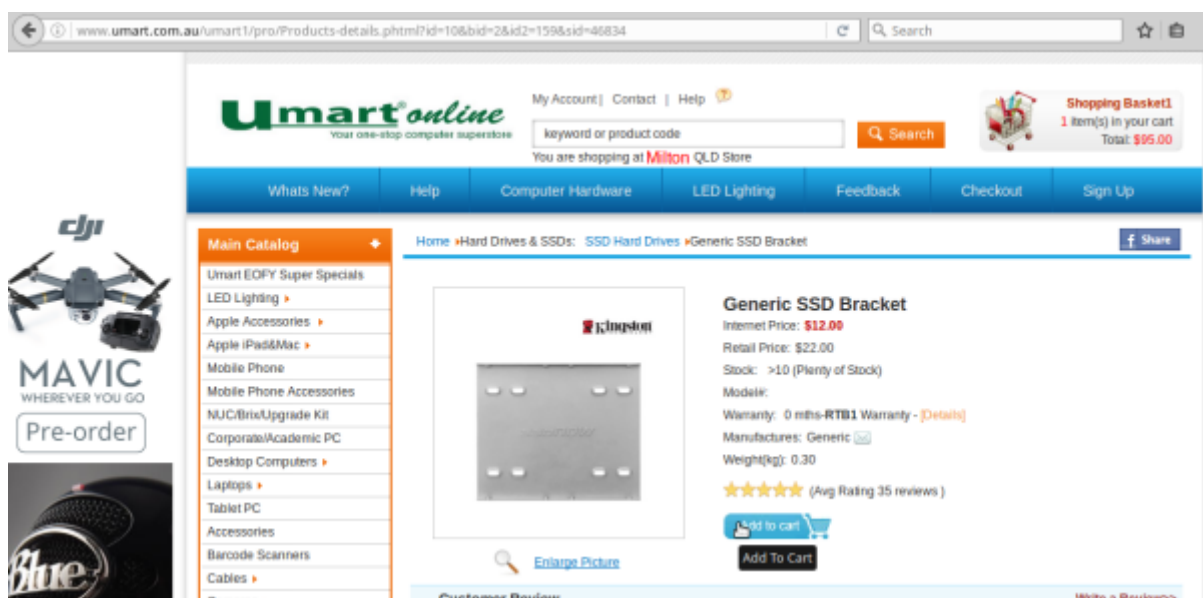 www.umart.com.au/umart1/pro/Products-details.phtml?id=10&bid=2&id2=159&sid=46834
Search
Umart online
Your one-stop computer superstore
My Account | Contact | Help
keyword or product code
Search
You are shopping at Milton QLD Store
Shopping Basket1
1 item(s) in your cart
Total: $95.00
Whats New? Help Computer Hardware LED Lighting Feedback Checkout Sign Up
dji
MAVIC
WHEREVER YOU GO
Pre-order
Blue
Main Catalog
Umart EOFY Super Specials
LED Lighting
Apple Accessories
Apple iPad&Mac
Mobile Phone
Mobile Phone Accessories
NUC/Brix/Upgrade Kit
Corporate/Academic PC
Desktop Computers
Laptops
Tablet PC
Accessories
Barcode Scanners
Cables
Home Hard Drives & SSDs: SSD Hard Drives Generic SSD Bracket
f Share
Kingston
Enlarge Picture
Generic SSD Bracket
Internet Price: $12.00
Retail Price: $22.00
Stock: >10 (Plenty of Stock)
Model#:
Warranty: 0 mths-RTB1 Warranty - [Details]
Manufactures: Generic
Weight(kg): 0.30
(Avg Rating 35 reviews )
Add to cart
Add To Cart
Customer Review
Write a Review>>